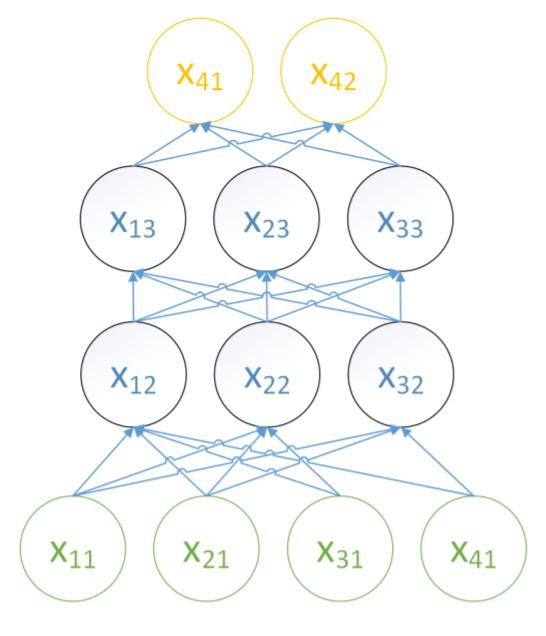 x₄₁ x₄₂
x₁₃ x₂₃ x₃₃
x₁₂ x₂₂ x₃₂
x₁₁ x₂₁ x₃₁ x₄₁